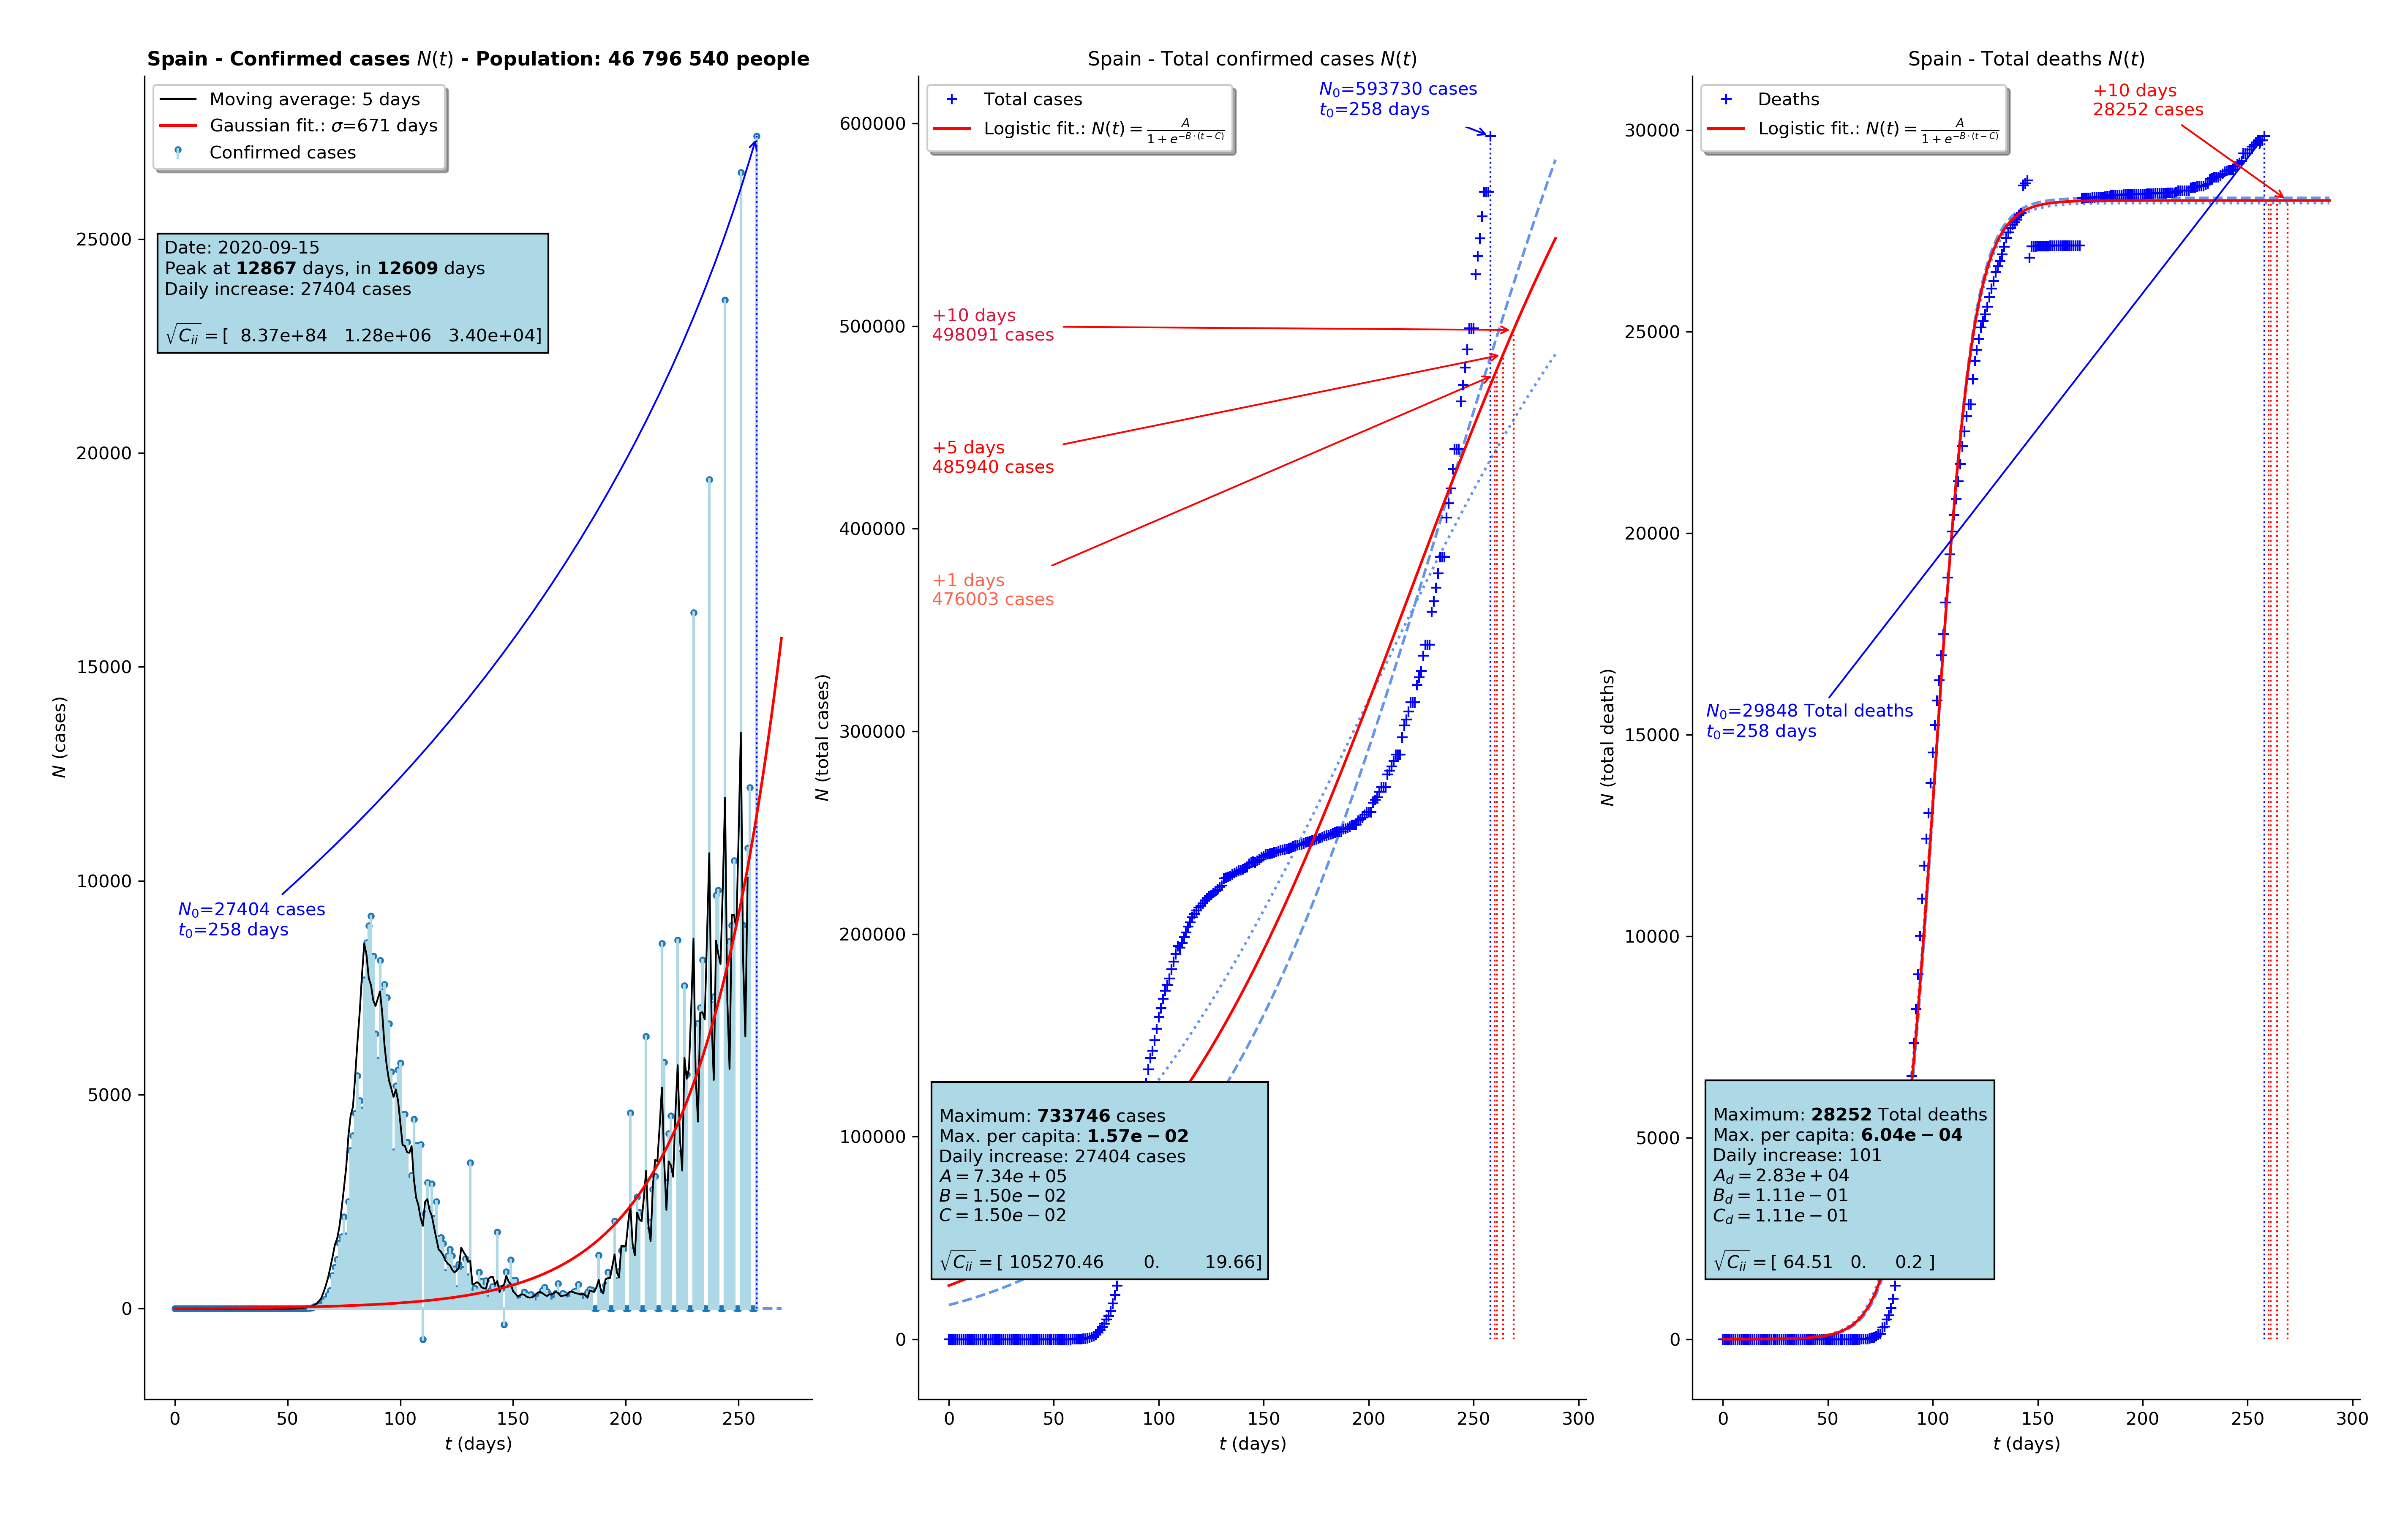 Spain - Confirmed cases N(t) - Population: 46 796 540 people
Moving average: 5 days
Gaussian fit.: σ=671 days
Confirmed cases
Date: 2020-09-15
Peak at 12867 days, in 12609 days
Daily increase: 27404 cases
√C_ii = [ 8.37e+84 1.28e+06 3.40e+04]
N_0=27404 cases
t_0=258 days
N (cases)
25000
20000
15000
10000
5000
0
0 50 100 150 200 250
t (days)
Spain - Total confirmed cases N(t)
Total cases
Logistic fit.: N(t) = A / (1 + e^{-B·(t-C)})
N_0=593730 cases
t_0=258 days
+10 days
498091 cases
+5 days
485940 cases
+1 days
476003 cases
Maximum: 733746 cases
Max. per capita: 1.57e − 02
Daily increase: 27404 cases
A = 7.34e + 05
B = 1.50e − 02
C = 1.50e − 02
√C_ii = [ 105270.46 0. 19.66]
N (total cases)
600000
500000
400000
300000
200000
100000
0
0 50 100 150 200 250 300
t (days)
Spain - Total deaths N(t)
Deaths
Logistic fit.: N(t) = A / (1 + e^{-B·(t-C)})
+10 days
28252 cases
N_0=29848 Total deaths
t_0=258 days
Maximum: 28252 Total deaths
Max. per capita: 6.04e − 04
Daily increase: 101
A_d = 2.83e + 04
B_d = 1.11e − 01
C_d = 1.11e − 01
√C_ii = [ 64.51 0. 0.2 ]
N (total deaths)
30000
25000
20000
15000
10000
5000
0
0 50 100 150 200 250 300
t (days)